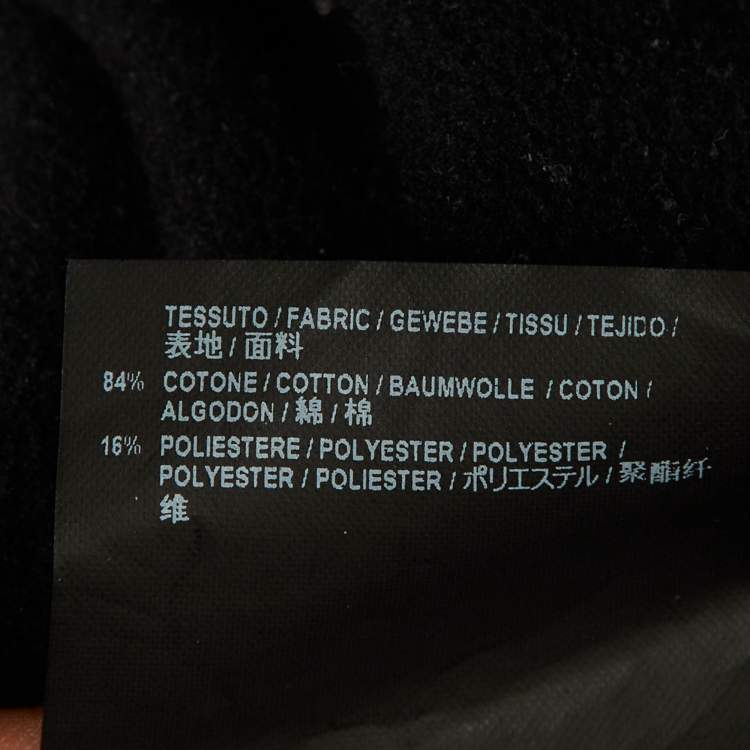 TESSUTO / FABRIC / GEWEBE / TISSU / TEJIDO /
表地 / 面料
84% COTONE / COTTON / BAUMWOLLE / COTON /
ALGODON / 綿 / 棉
16% POLIESTERE / POLYESTER / POLYESTER /
POLYESTER / POLIESTER / ポリエステル / 聚酯纤
维